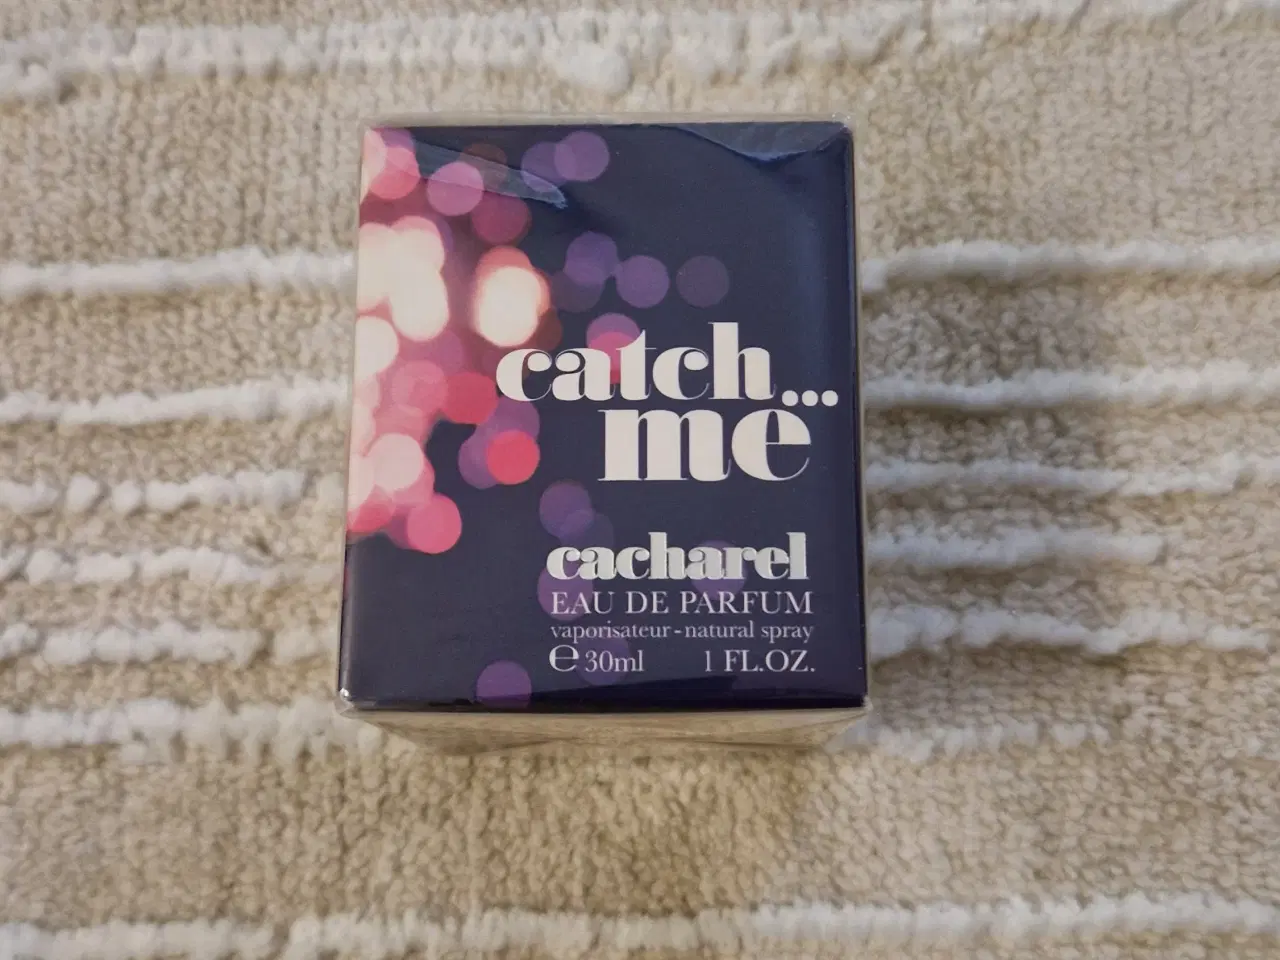 catch...
me
cacharel
EAU DE PARFUM
vaporisateur - natural spray
℮ 30ml 1 FL.OZ.